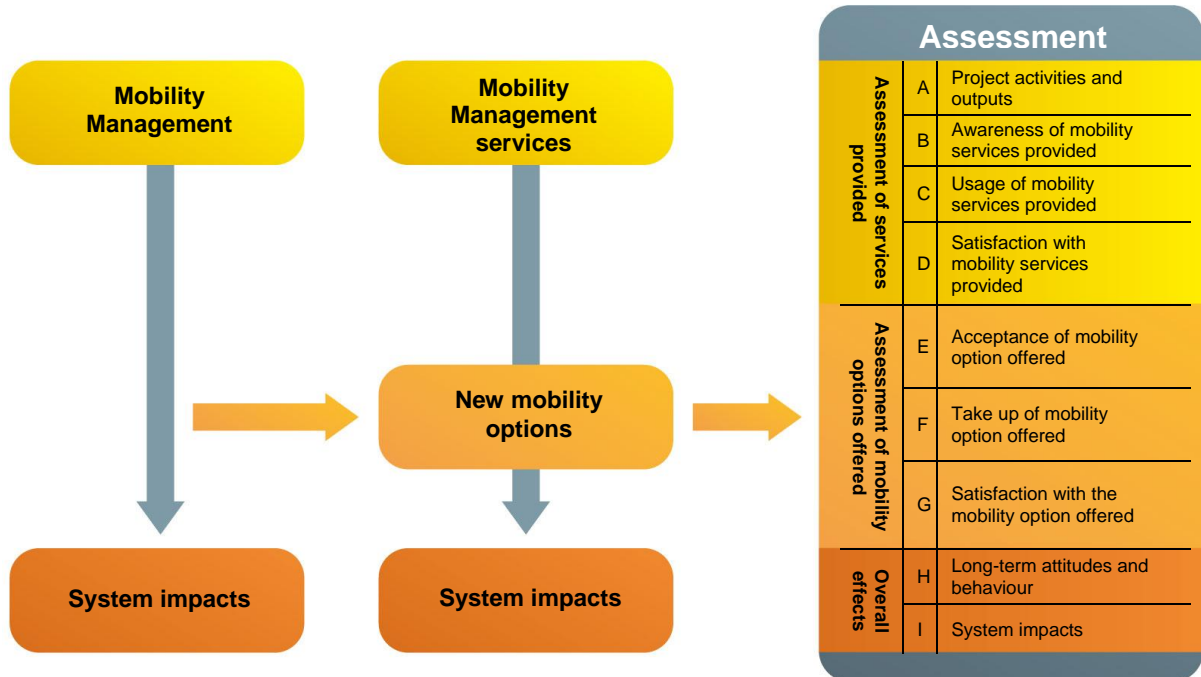 Mobility
Management
System impacts
Mobility
Management
services
New mobility
options
System impacts
Assessment
Assessment of services
provided
A
Project activities and
outputs
B
Awareness of mobility
services provided
C
Usage of mobility
services provided
D
Satisfaction with
mobility services
provided
Assessment of mobility
options offered
E
Acceptance of mobility
option offered
F
Take up of mobility
option offered
G
Satisfaction with the
mobility option offered
Overall
effects
H
Long-term attitudes and
behaviour
I
System impacts